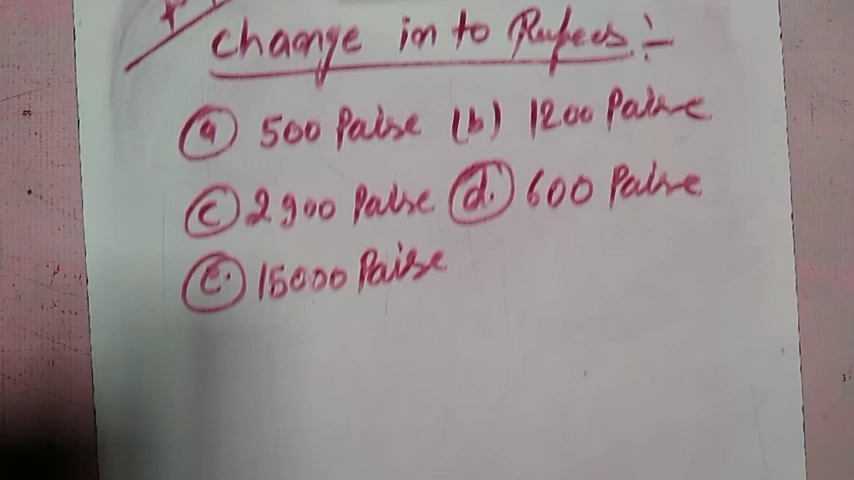 change in to Rupees:-
(a) 500 Paise (b) 1200 Paise
(c) 2900 Paise (d.) 600 Paise
(e.) 15000 Paise